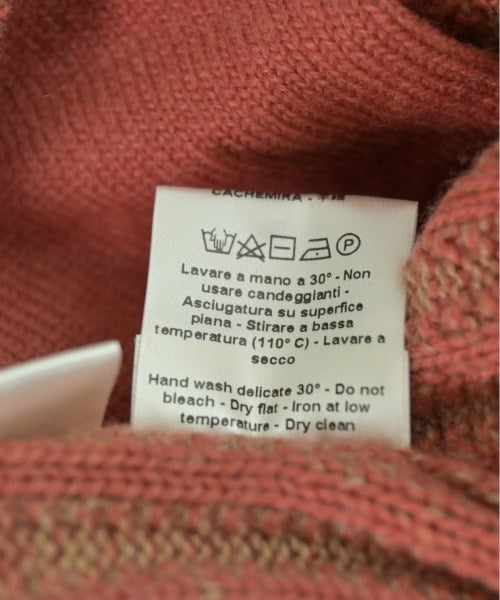 CACHEMIRA -
P
Lavare a mano a 30° - Non
usare candeggianti -
Asciugatura su superfice
piana - Stirare a bassa
temperatura (110° C) - Lavare a
secco
Hand wash delicate 30° - Do not
bleach - Dry flat - Iron at low
temperature - Dry clean